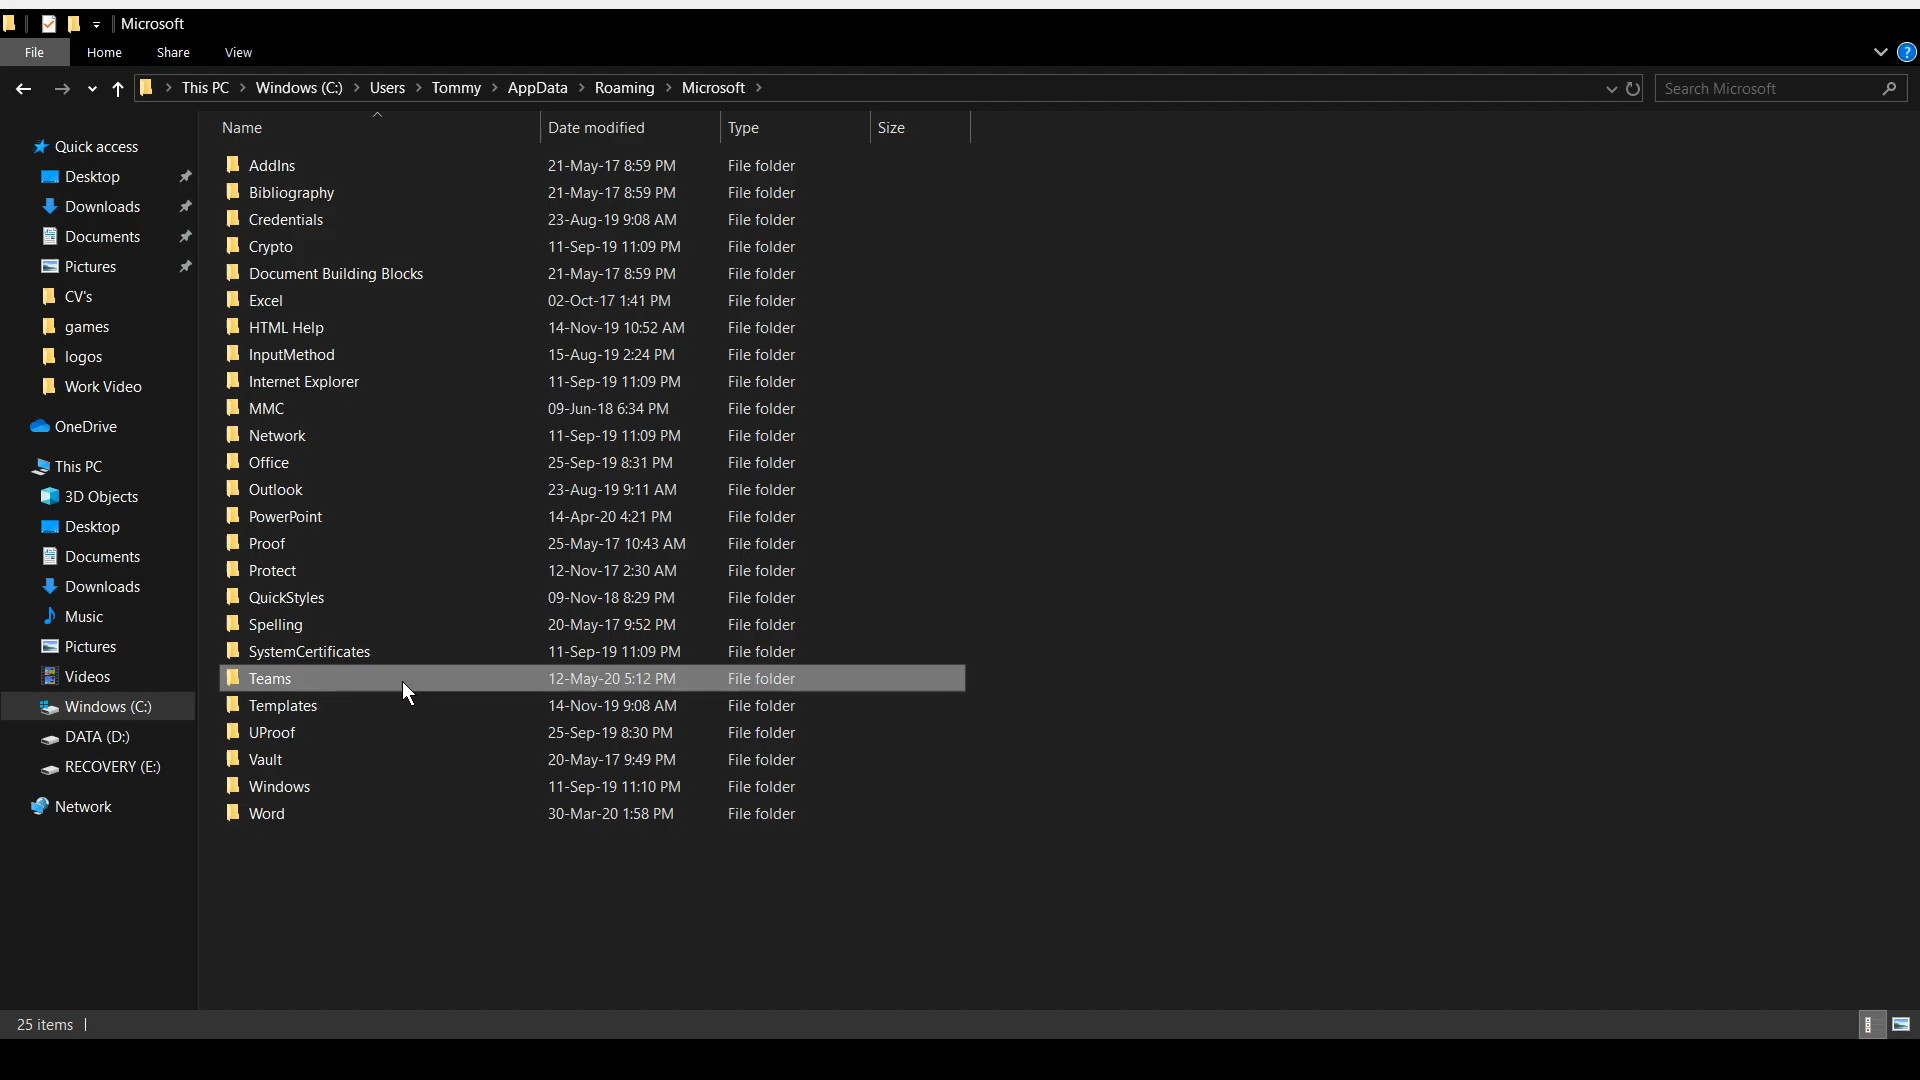 Microsoft
File Home Share View
This PC Windows (C:) Users Tommy AppData Roaming Microsoft
Search Microsoft
Name Date modified Type Size
Quick access
Desktop
Downloads
Documents
Pictures
CV's
games
logos
Work Video
OneDrive
This PC
3D Objects
Desktop
Documents
Downloads
Music
Pictures
Videos
Windows (C:)
DATA (D:)
RECOVERY (E:)
Network
AddIns 21-May-17 8:59 PM File folder
Bibliography 21-May-17 8:59 PM File folder
Credentials 23-Aug-19 9:08 AM File folder
Crypto 11-Sep-19 11:09 PM File folder
Document Building Blocks 21-May-17 8:59 PM File folder
Excel 02-Oct-17 1:41 PM File folder
HTML Help 14-Nov-19 10:52 AM File folder
InputMethod 15-Aug-19 2:24 PM File folder
Internet Explorer 11-Sep-19 11:09 PM File folder
MMC 09-Jun-18 6:34 PM File folder
Network 11-Sep-19 11:09 PM File folder
Office 25-Sep-19 8:31 PM File folder
Outlook 23-Aug-19 9:11 AM File folder
PowerPoint 14-Apr-20 4:21 PM File folder
Proof 25-May-17 10:43 AM File folder
Protect 12-Nov-17 2:30 AM File folder
QuickStyles 09-Nov-18 8:29 PM File folder
Spelling 20-May-17 9:52 PM File folder
SystemCertificates 11-Sep-19 11:09 PM File folder
Teams 12-May-20 5:12 PM File folder
Templates 14-Nov-19 9:08 AM File folder
UProof 25-Sep-19 8:30 PM File folder
Vault 20-May-17 9:49 PM File folder
Windows 11-Sep-19 11:10 PM File folder
Word 30-Mar-20 1:58 PM File folder
25 items